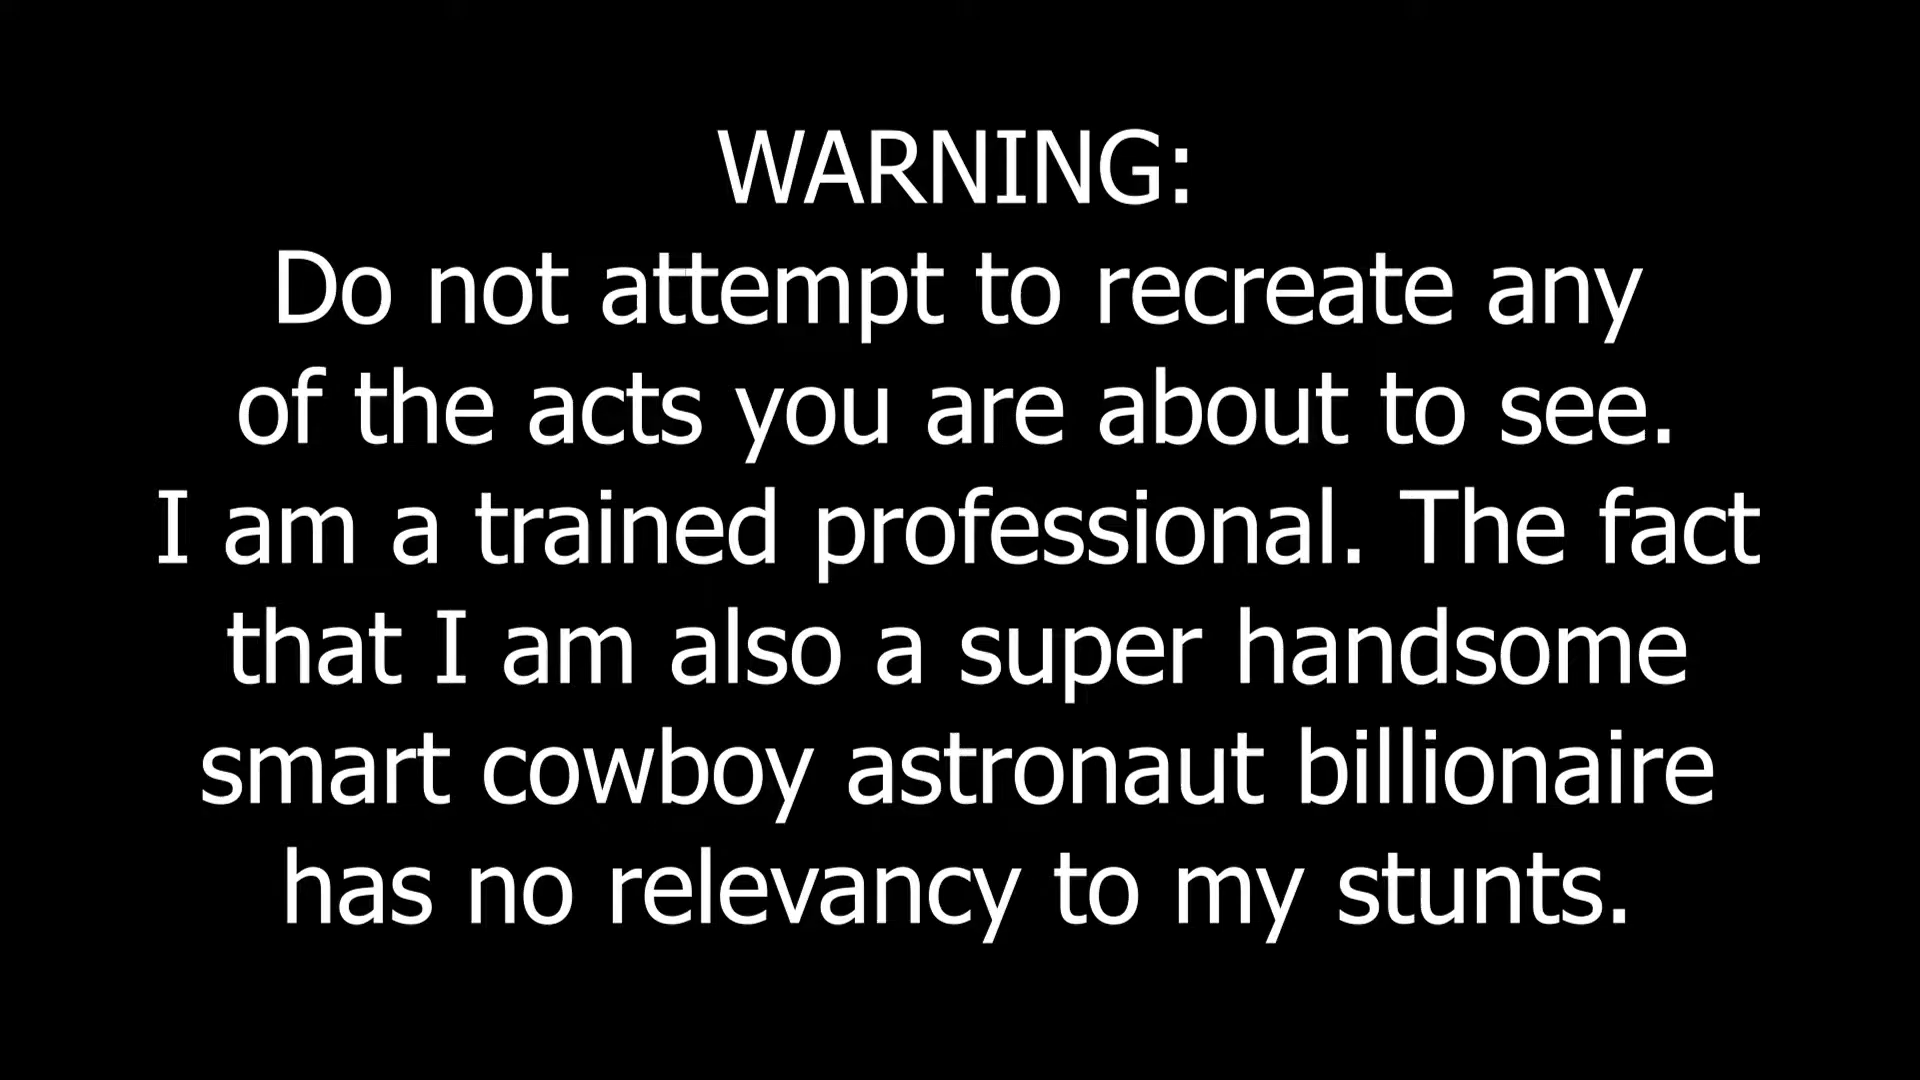 WARNING:
Do not attempt to recreate any
of the acts you are about to see.
I am a trained professional. The fact
that I am also a super handsome
smart cowboy astronaut billionaire
has no relevancy to my stunts.